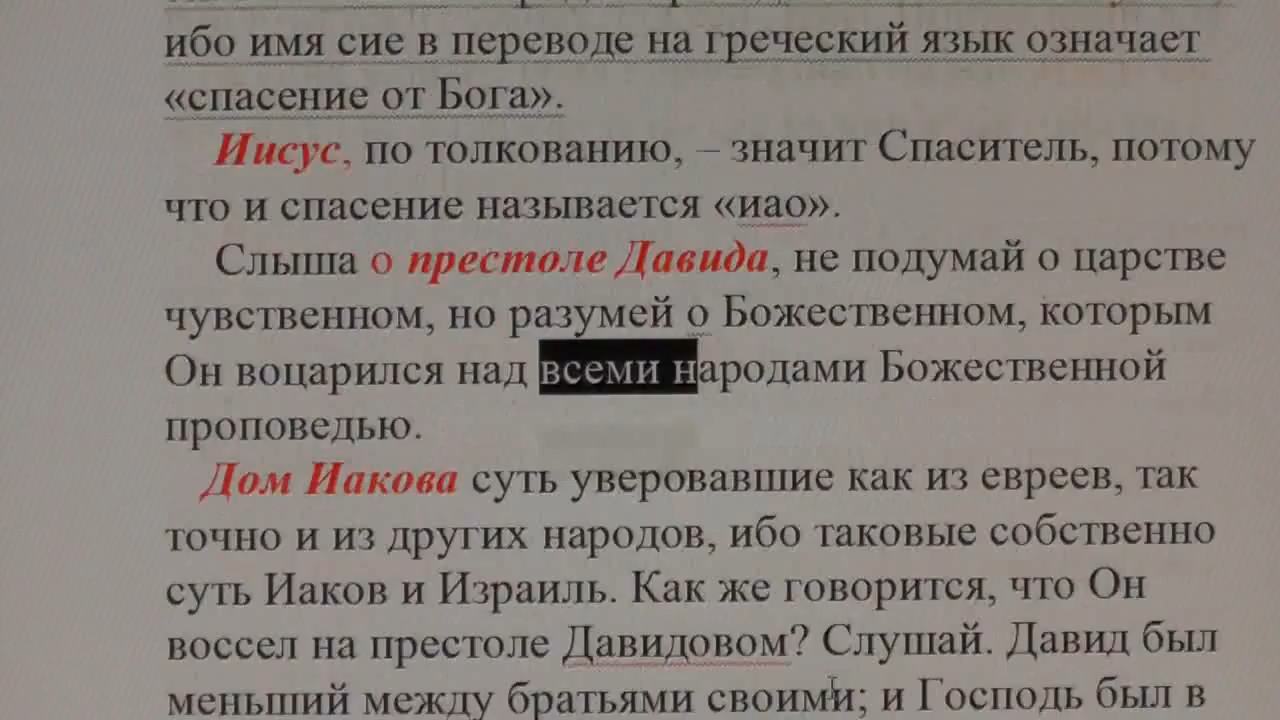 ибо имя сие в переводе на греческий язык означает
«спасение от Бога».
Иисус, по толкованию, – значит Спаситель, потому
что и спасение называется «иао».
Слыша о престоле Давида, не подумай о царстве
чувственном, но разумей о Божественном, которым
Он воцарился над всеми народами Божественной
проповедью.
Дом Иакова суть уверовавшие как из евреев, так
точно и из других народов, ибо таковые собственно
суть Иаков и Израиль. Как же говорится, что Он
воссел на престоле Давидовом? Слушай. Давид был
меньший между братьями своими; и Господь был в